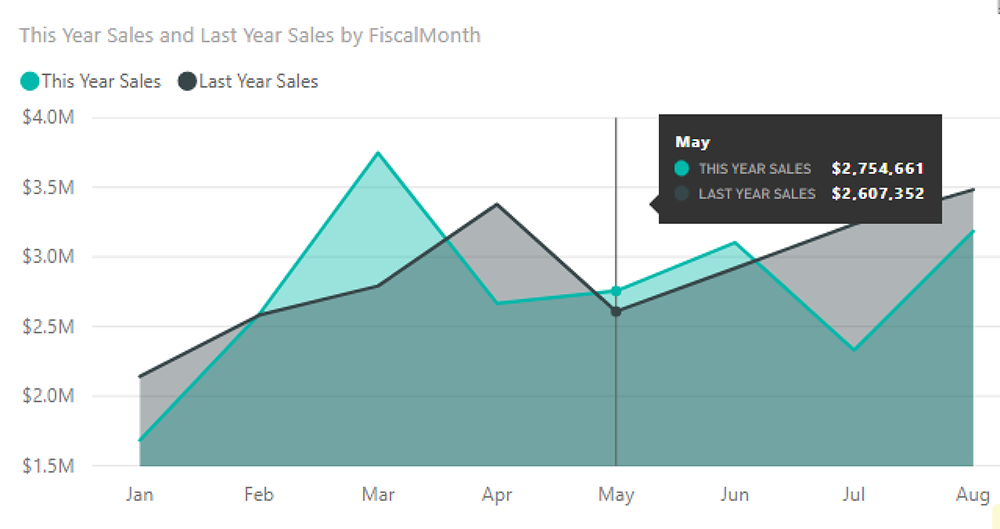 This Year Sales and Last Year Sales by FiscalMonth
This Year Sales Last Year Sales
$4.0M
$3.5M
$3.0M
$2.5M
$2.0M
$1.5M
May
THIS YEAR SALES $2,754,661
LAST YEAR SALES $2,607,352
Jan Feb Mar Apr May Jun Jul Aug